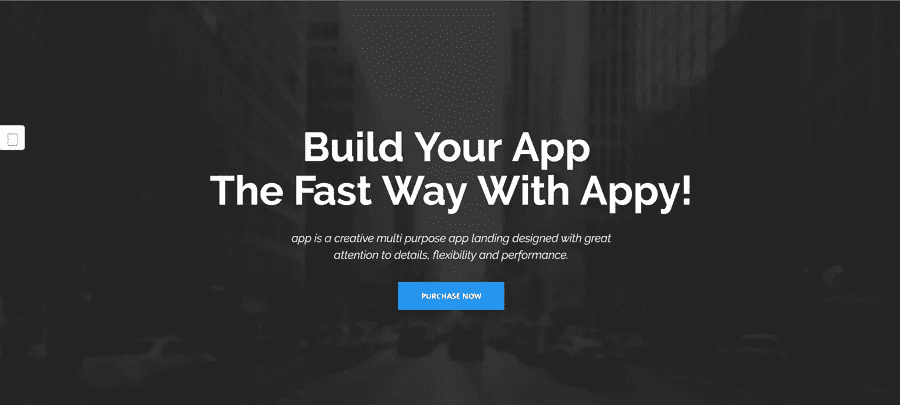 Build Your App
The Fast Way With Appy!
app is a creative multi purpose app landing designed with great
attention to details, flexibility and performance.
PURCHASE NOW